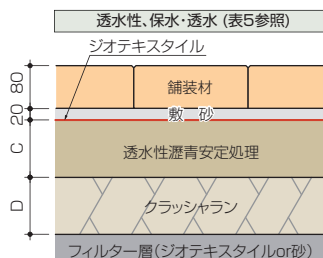 透水性、保水・透水 (表5参照)
ジオテキスタイル
80
舗装材
20
敷 砂
C
透水性瀝青安定処理
D
クラッシャラン
フィルター層(ジオテキスタイルor砂)